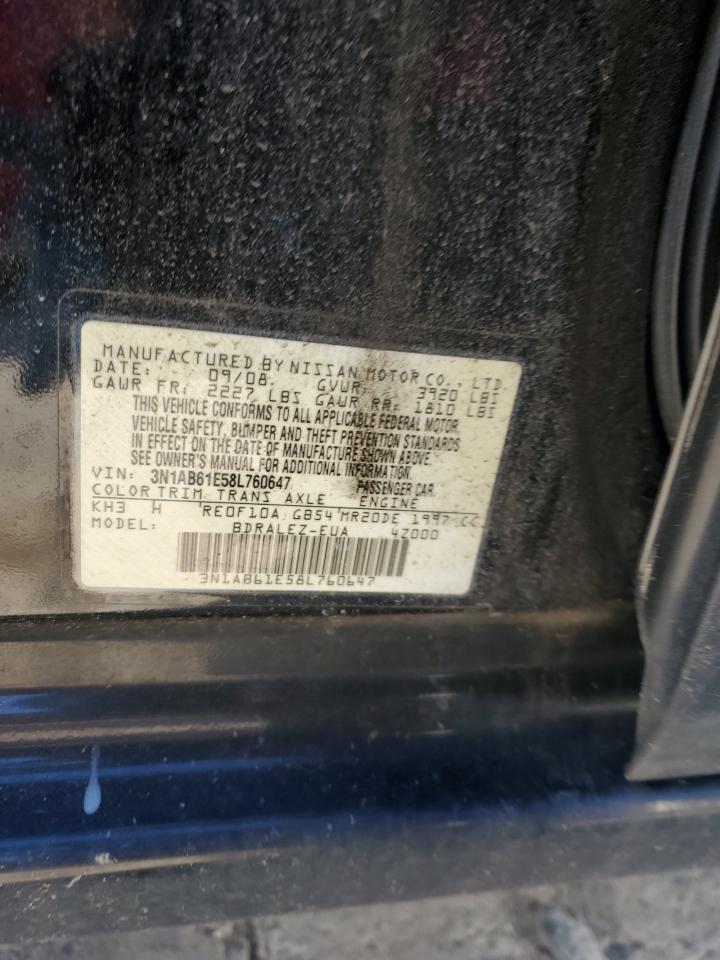 MANUFACTURED BY NISSAN MOTOR CO., LTD.
DATE: 09/08. GVWR 3920 LBS
GAWR FR: 2227 LBS GAWR RR: 1810 LBS
THIS VEHICLE CONFORMS TO ALL APPLICABLE FEDERAL MOTOR
VEHICLE SAFETY, BUMPER AND THEFT PREVENTION STANDARDS
IN EFFECT ON THE DATE OF MANUFACTURE SHOWN ABOVE.
SEE OWNER'S MANUAL FOR ADDITIONAL INFORMATION.
VIN: 3N1AB61E58L760647 PASSENGER CAR
COLOR TRIM TRANS AXLE ENGINE
KH3 H RE0F10A GB54 MR20DE 1997 CC
MODEL: BDRALEZ-EUA 4Z000
3N1AB61E58L760647